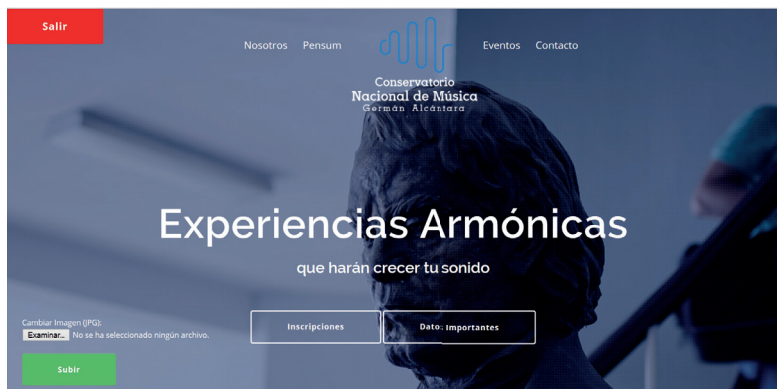 Salir
Nosotros Pensum Eventos Contacto
Conservatorio
Nacional de Música
Germán Alcántara
Experiencias Armónicas
que harán crecer tu sonido
Cambiar Imagen (JPG):
Examinar... No se ha seleccionado ningún archivo.
Inscripciones Datos Importantes
Subir